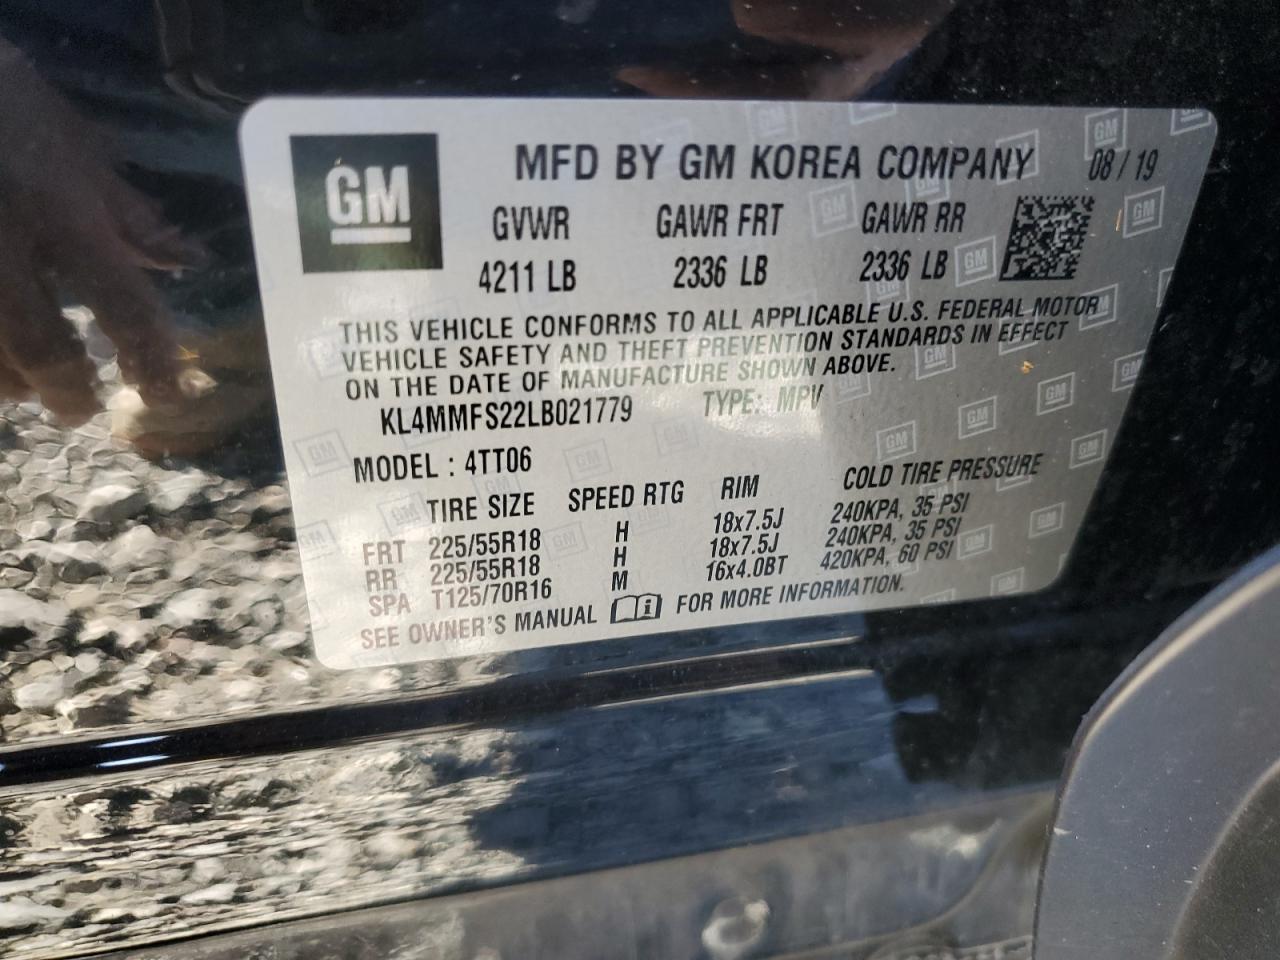 GM
MFD BY GM KOREA COMPANY 08 / 19
GVWR GAWR FRT GAWR RR
4211 LB 2336 LB 2336 LB
THIS VEHICLE CONFORMS TO ALL APPLICABLE U.S. FEDERAL MOTOR
VEHICLE SAFETY AND THEFT PREVENTION STANDARDS IN EFFECT
ON THE DATE OF MANUFACTURE SHOWN ABOVE.
KL4MMFS22LB021779 TYPE: MPV
MODEL : 4TT06
TIRE SIZE SPEED RTG RIM COLD TIRE PRESSURE
FRT 225/55R18 H 18x7.5J 240KPA, 35 PSI
RR 225/55R18 H 18x7.5J 240KPA, 35 PSI
SPA T125/70R16 M 16x4.0BT 420KPA, 60 PSI
SEE OWNER'S MANUAL FOR MORE INFORMATION.